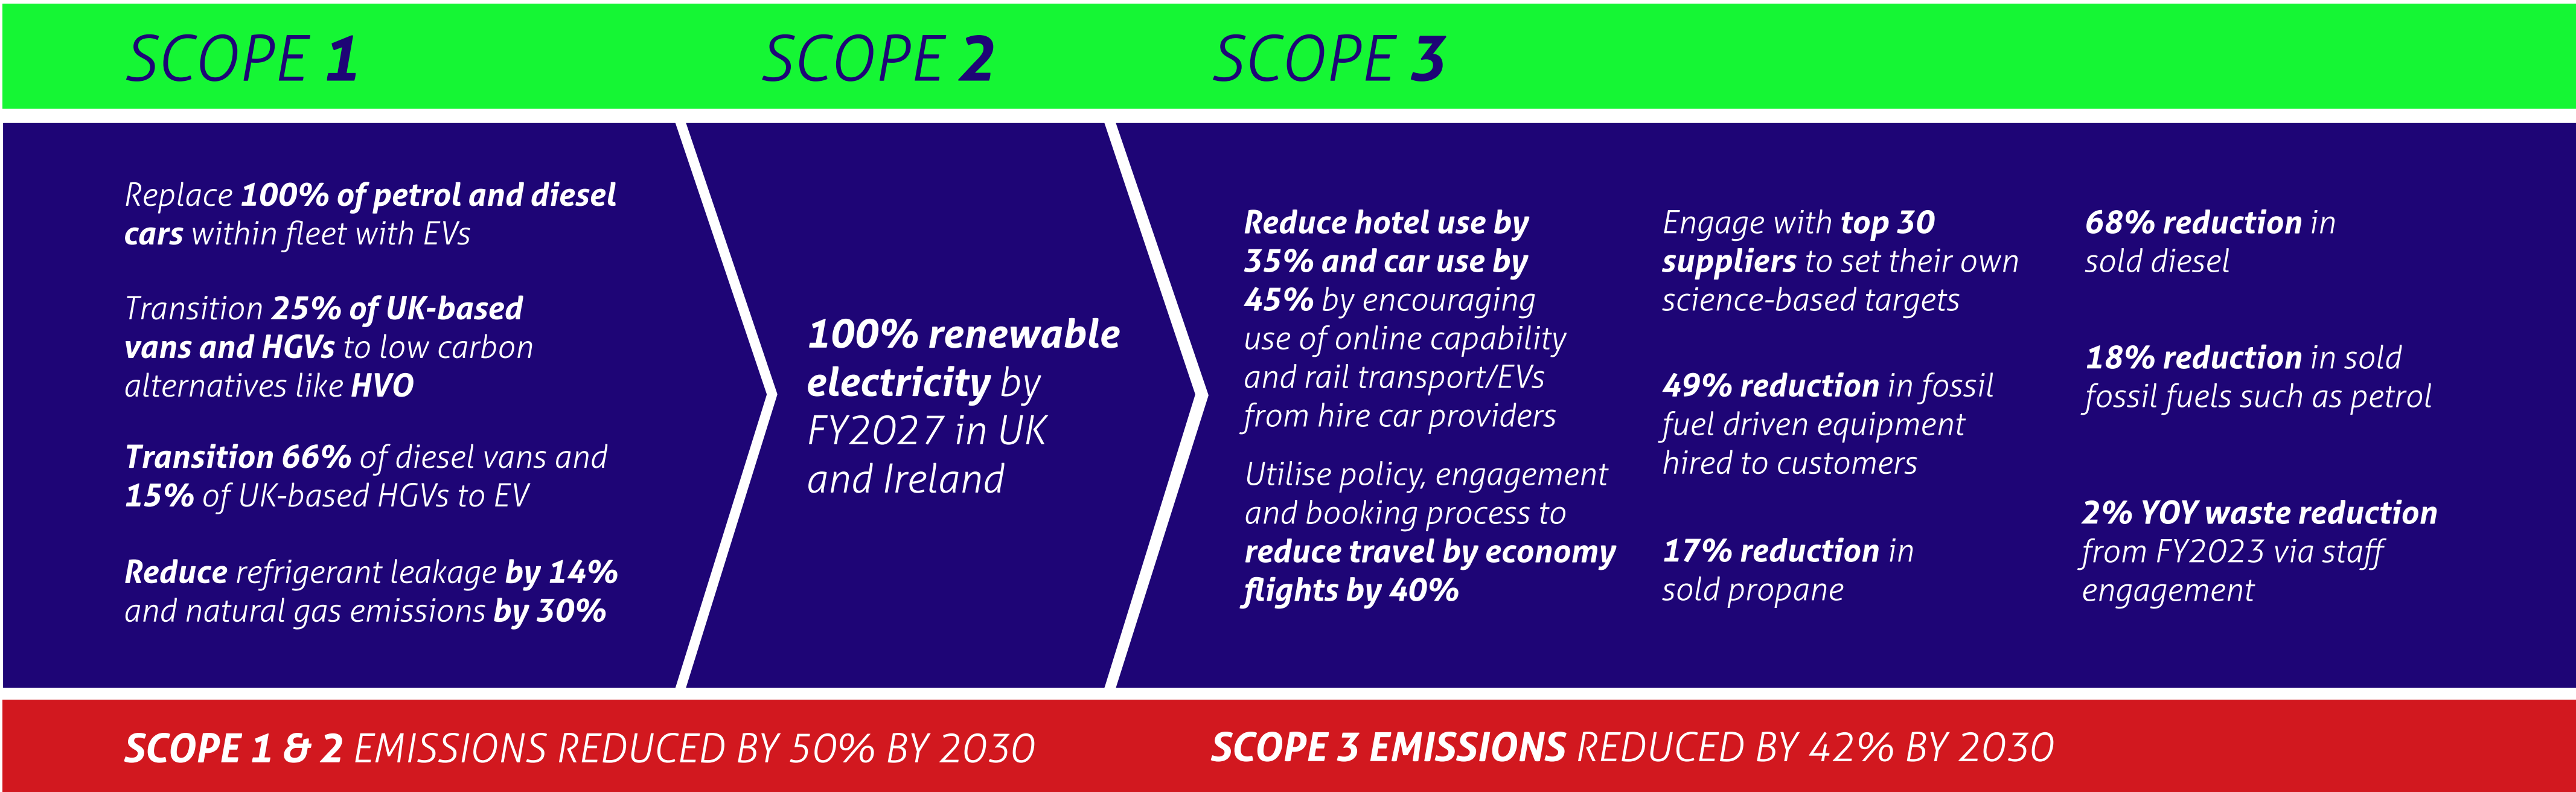 SCOPE 1
SCOPE 2
SCOPE 3
Replace 100% of petrol and diesel
cars within fleet with EVs
Transition 25% of UK-based
vans and HGVs to low carbon
alternatives like HVO
Transition 66% of diesel vans and
15% of UK-based HGVs to EV
Reduce refrigerant leakage by 14%
and natural gas emissions by 30%
100% renewable
electricity by
FY2027 in UK
and Ireland
Reduce hotel use by
35% and car use by
45% by encouraging
use of online capability
and rail transport/EVs
from hire car providers
Utilise policy, engagement
and booking process to
reduce travel by economy
flights by 40%
Engage with top 30
suppliers to set their own
science-based targets
49% reduction in fossil
fuel driven equipment
hired to customers
17% reduction in
sold propane
68% reduction in
sold diesel
18% reduction in sold
fossil fuels such as petrol
2% YOY waste reduction
from FY2023 via staff
engagement
SCOPE 1 & 2 EMISSIONS REDUCED BY 50% BY 2030
SCOPE 3 EMISSIONS REDUCED BY 42% BY 2030